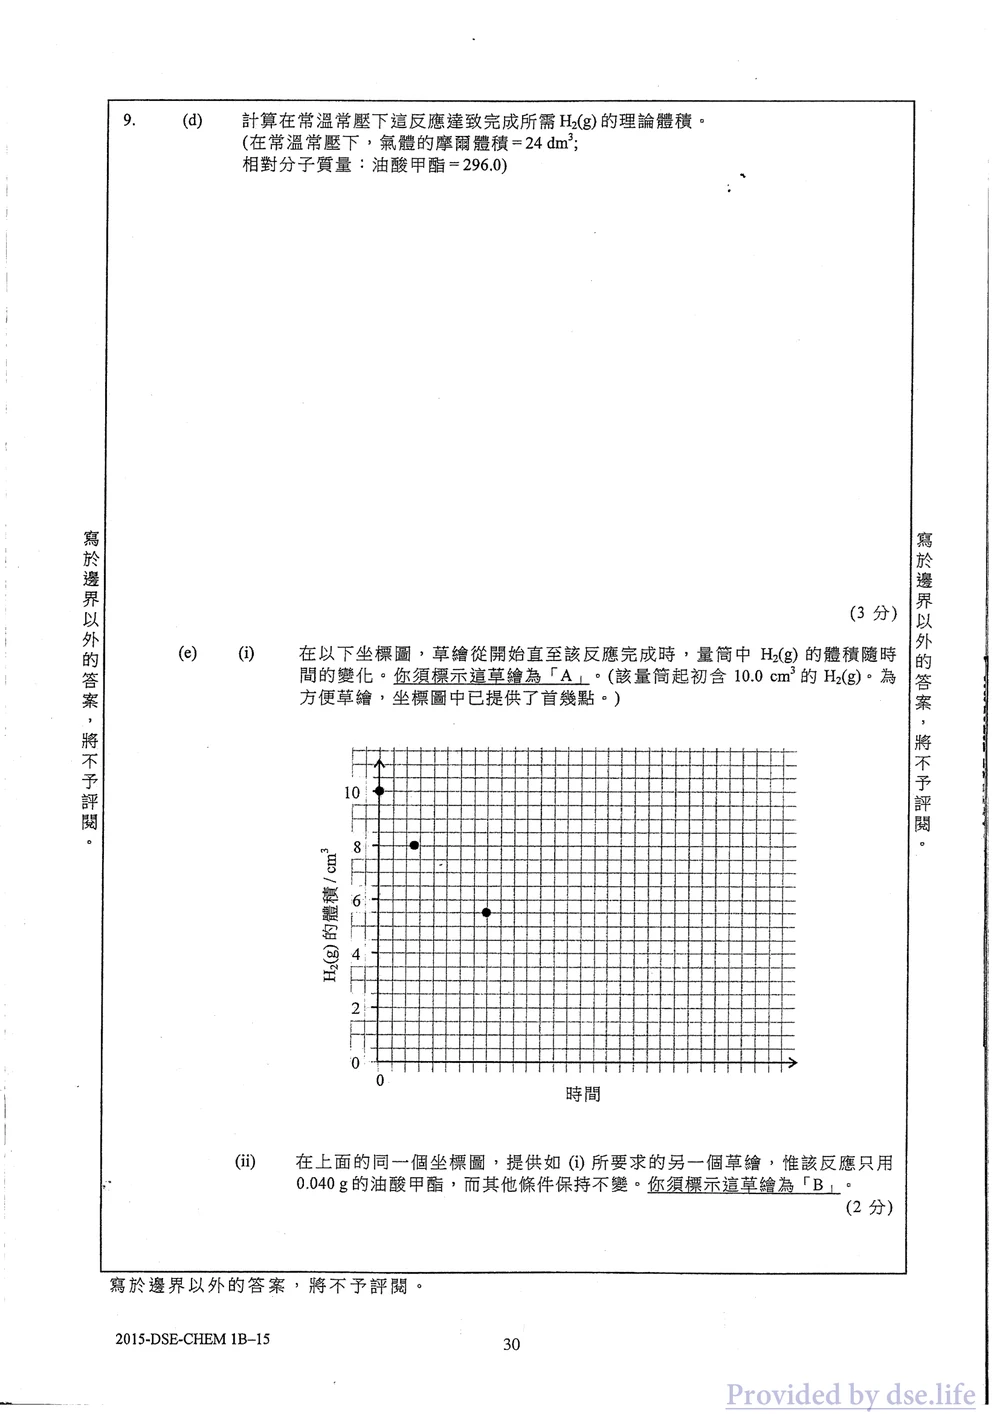 9. (d) 計算在常溫常壓下這反應達致完成所需 H₂(g) 的理論體積。
(在常溫常壓下,氣體的摩爾體積 = 24 dm³;
相對分子質量:油酸甲酯 = 296.0)
(3 分)
(e) (i) 在以下坐標圖,草繪從開始直至該反應完成時,量筒中 H₂(g) 的體積隨時
間的變化。你須標示這草繪為「A」。(該量筒起初含 10.0 cm³ 的 H₂(g)。為
方便草繪,坐標圖中已提供了首幾點。)
H₂(g) 的體積 / cm³
10
8
6
4
2
0
0
時間
(ii) 在上面的同一個坐標圖,提供如 (i) 所要求的另一個草繪,惟該反應只用
0.040 g 的油酸甲酯,而其他條件保持不變。你須標示這草繪為「B」。
(2 分)
寫於邊界以外的答案,將不予評閱。
寫於邊界以外的答案,將不予評閱。
寫於邊界以外的答案,將不予評閱。
2015-DSE-CHEM 1B–15
30
Provided by dse.life